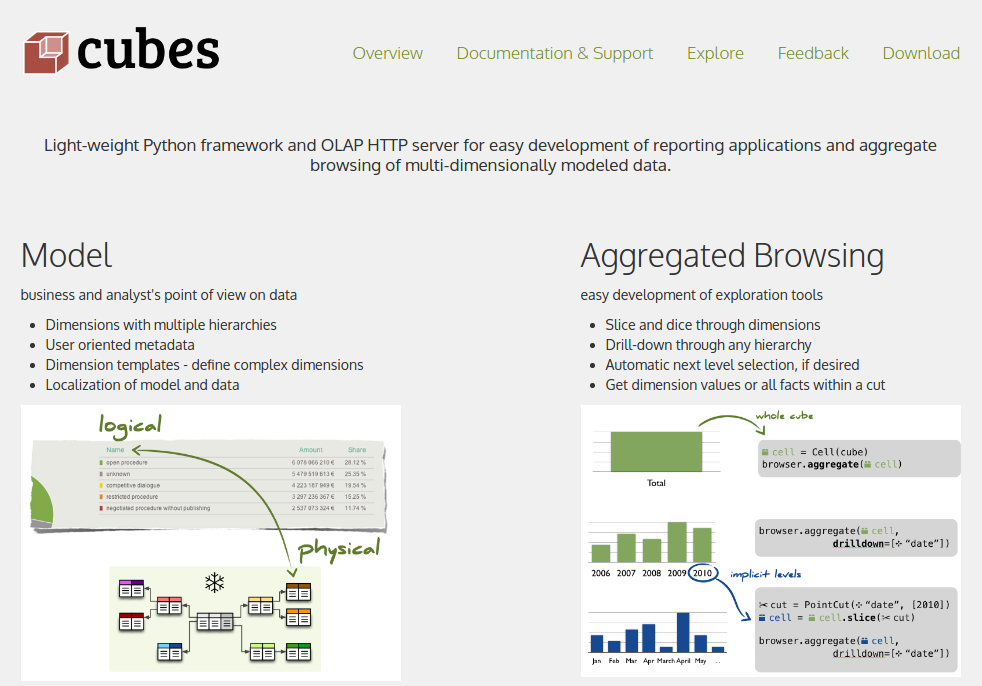 cubes
Overview Documentation & Support Explore Feedback Download
Light-weight Python framework and OLAP HTTP server for easy development of reporting applications and aggregate
browsing of multi-dimensionally modeled data.
Model
business and analyst's point of view on data
Dimensions with multiple hierarchies
User oriented metadata
Dimension templates - define complex dimensions
Localization of model and data
logical
Name Amount Share
open procedure 6 076 066 210 € 28.12 %
unknown 5 479 519 613 € 25.35 %
competitive dialogue 4 223 187 949 € 19.54 %
restricted procedure 3 297 236 367 € 15.25 %
negotiated procedure without publishing 2 537 973 324 € 11.74 %
physical
Aggregated Browsing
easy development of exploration tools
Slice and dice through dimensions
Drill-down through any hierarchy
Automatic next level selection, if desired
Get dimension values or all facts within a cut
whole cube
cell = Cell(cube)
browser.aggregate(cell)
Total
browser.aggregate(cell,
drilldown=[“date”])
2006 2007 2008 2009 2010
implicit levels
cut = PointCut(“date”, [2010])
cell = cell.slice(cut)
browser.aggregate(cell,
drilldown=[“date”])
Jan Feb Mar Apr March April May ...